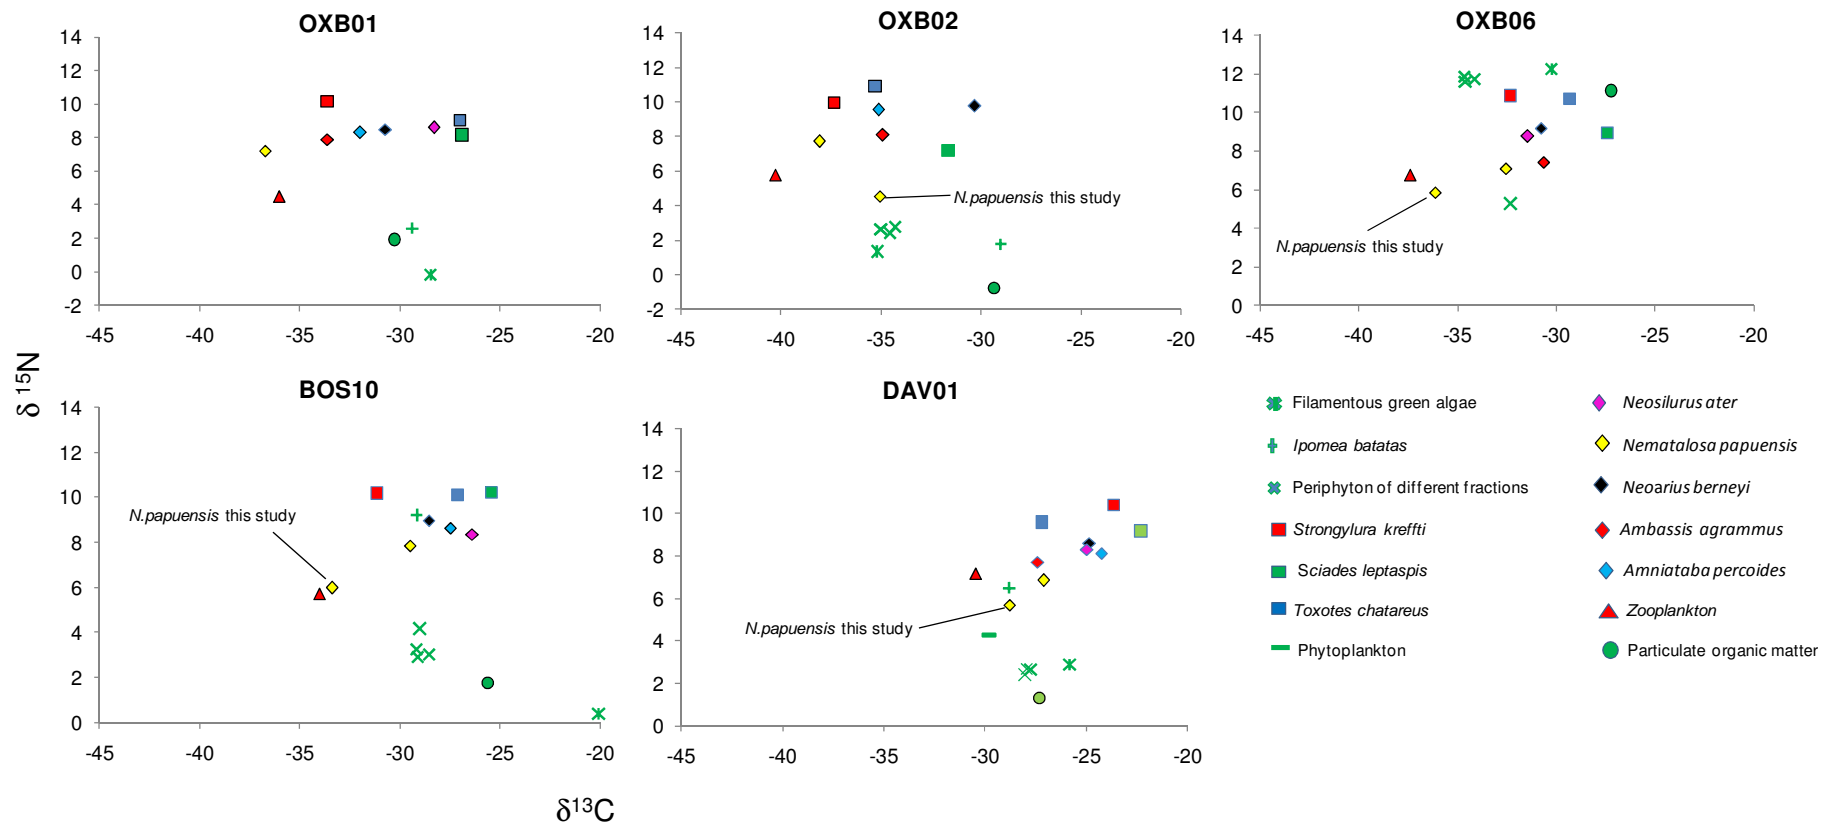 OXB01
14
12
10
8
6
4
2
0
-2
-45 -40 -35 -30 -25 -20
OXB02
14
12
10
8
6
4
2
0
-2
N.papuensis this study
-45 -40 -35 -30 -25 -20
OXB06
14
12
10
8
6
4
2
0
N.papuensis this study
-45 -40 -35 -30 -25 -20
δ 15N
BOS10
14
12
10
8
6
4
2
0
N.papuensis this study
-45 -40 -35 -30 -25 -20
DAV01
14
12
10
8
6
4
2
0
N.papuensis this study
-45 -40 -35 -30 -25 -20
δ13C
Filamentous green algae
Ipomea batatas
Periphyton of different fractions
Strongylura kreffti
Sciades leptaspis
Toxotes chatareus
Phytoplankton
Neosilurus ater
Nematalosa papuensis
Neoarius berneyi
Ambassis agrammus
Amniataba percoides
Zooplankton
Particulate organic matter